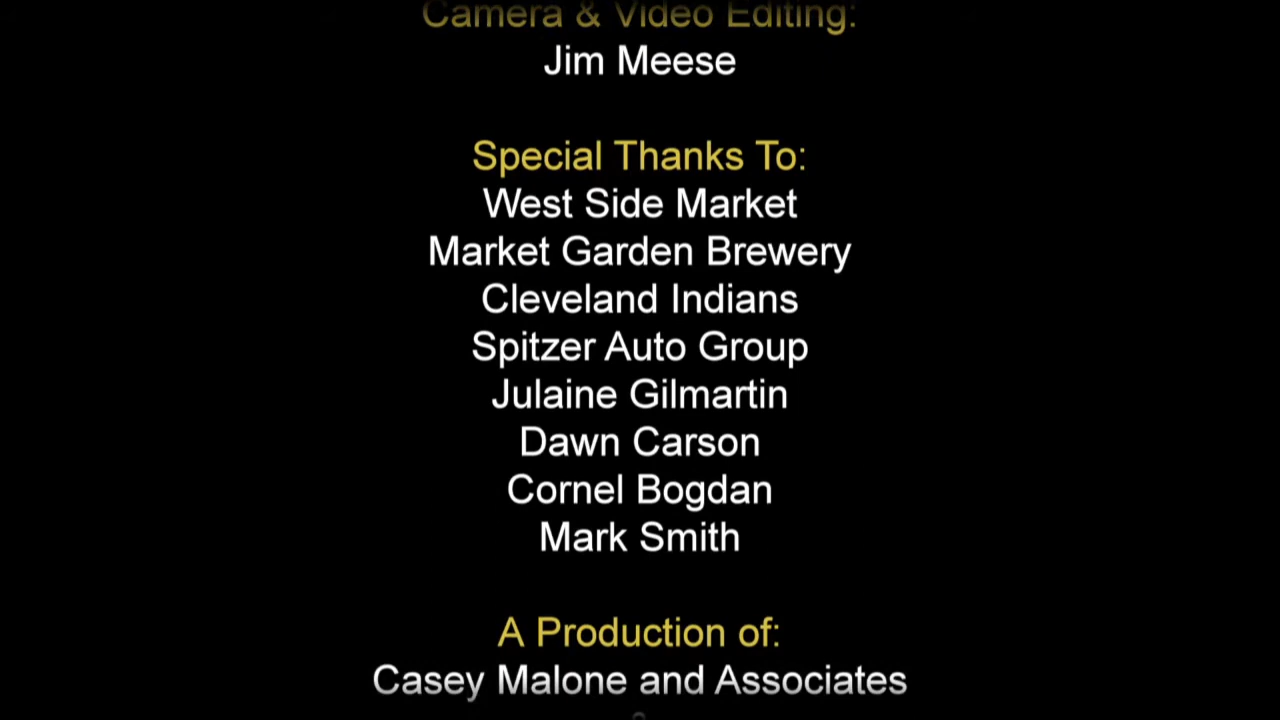 Camera & Video Editing:
Jim Meese
Special Thanks To:
West Side Market
Market Garden Brewery
Cleveland Indians
Spitzer Auto Group
Julaine Gilmartin
Dawn Carson
Cornel Bogdan
Mark Smith
A Production of:
Casey Malone and Associates